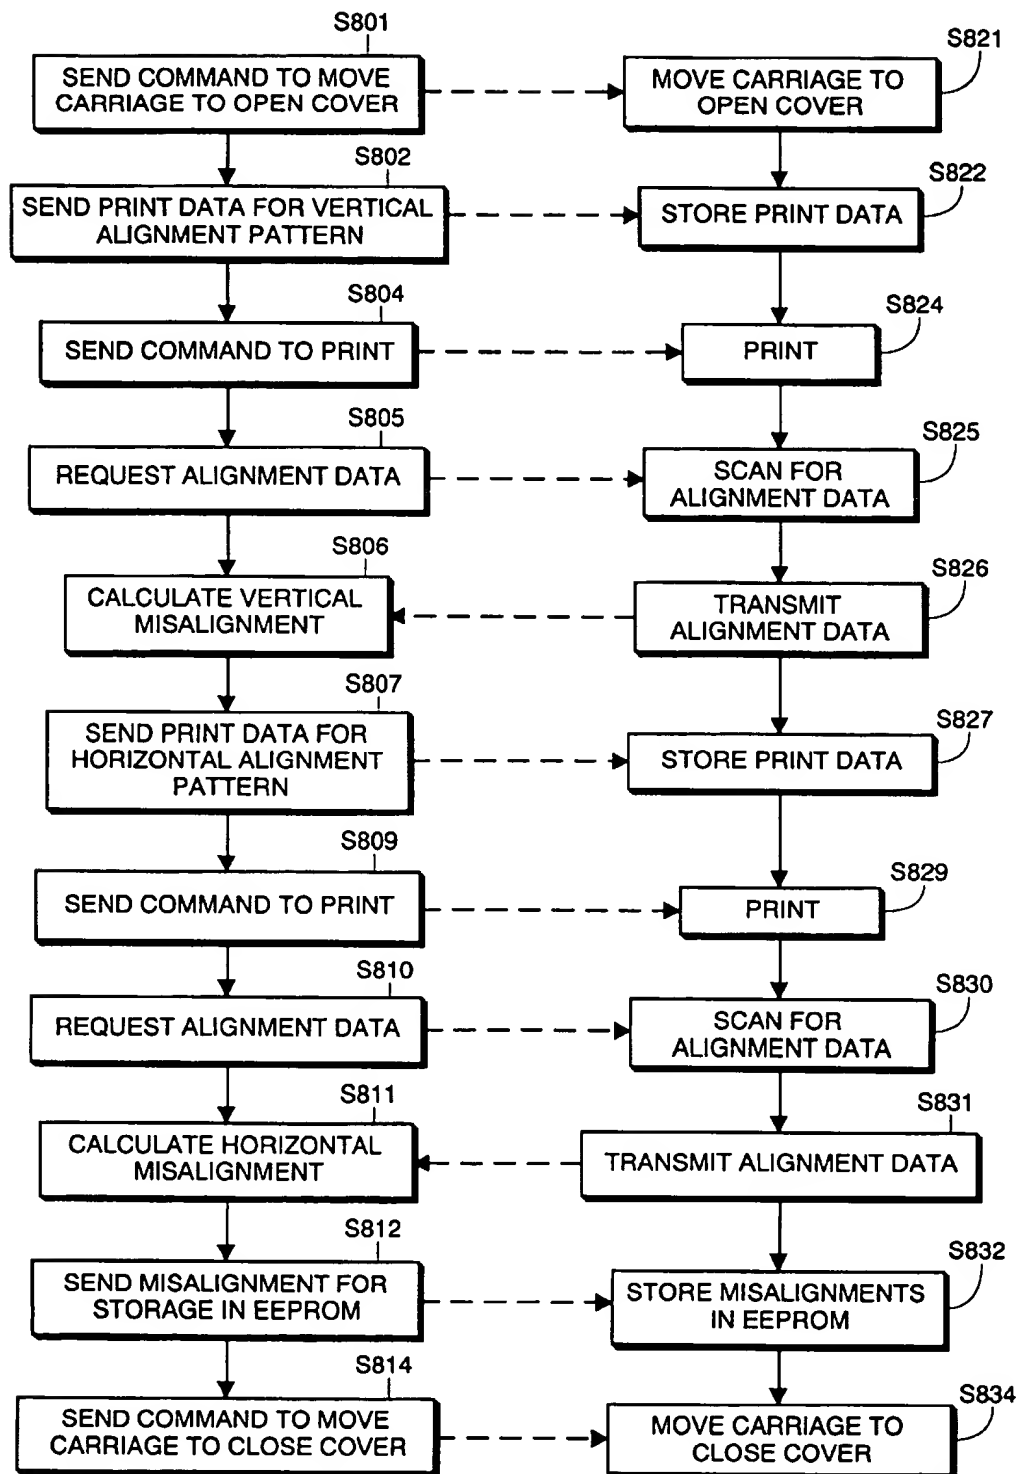 S801
SEND COMMAND TO MOVE
CARRIAGE TO OPEN COVER
S821
MOVE CARRIAGE TO
OPEN COVER
S802
SEND PRINT DATA FOR VERTICAL
ALIGNMENT PATTERN
S822
STORE PRINT DATA
S804
SEND COMMAND TO PRINT
S824
PRINT
S805
REQUEST ALIGNMENT DATA
S825
SCAN FOR
ALIGNMENT DATA
S806
CALCULATE VERTICAL
MISALIGNMENT
S826
TRANSMIT
ALIGNMENT DATA
S807
SEND PRINT DATA FOR
HORIZONTAL ALIGNMENT
PATTERN
S827
STORE PRINT DATA
S809
SEND COMMAND TO PRINT
S829
PRINT
S810
REQUEST ALIGNMENT DATA
S830
SCAN FOR
ALIGNMENT DATA
S811
CALCULATE HORIZONTAL
MISALIGNMENT
S831
TRANSMIT ALIGNMENT DATA
S812
SEND MISALIGNMENT FOR
STORAGE IN EEPROM
S832
STORE MISALIGNMENTS
IN EEPROM
S814
SEND COMMAND TO MOVE
CARRIAGE TO CLOSE COVER
S834
MOVE CARRIAGE TO
CLOSE COVER